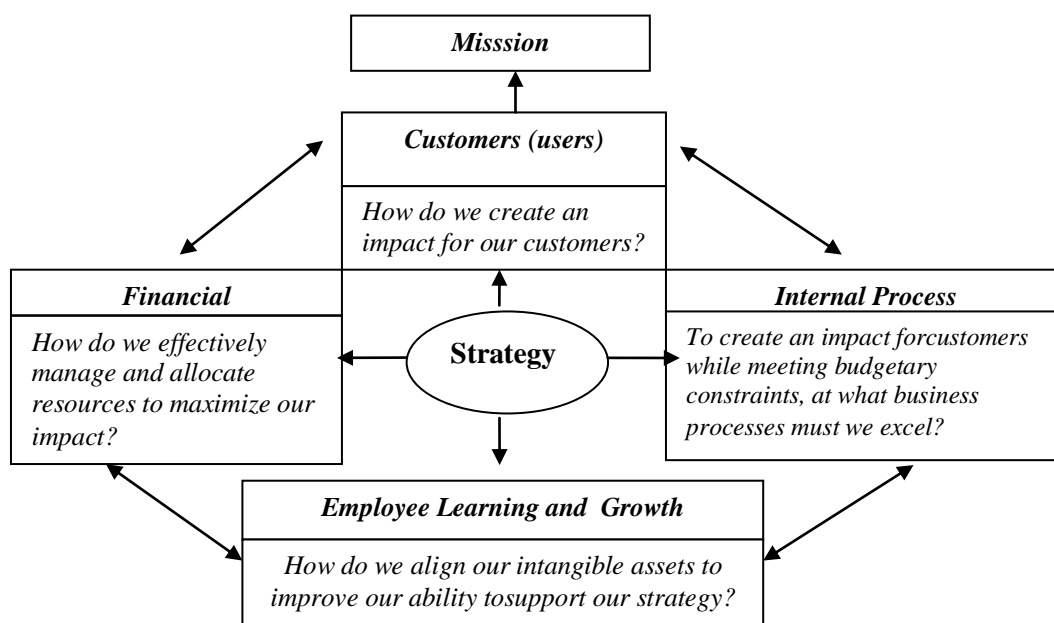 Misssion
Customers (users)
How do we create an
impact for our customers?
Financial
How do we effectively
manage and allocate
resources to maximize our
impact?
Strategy
Internal Process
To create an impact forcustomers
while meeting budgetary
constraints, at what business
processes must we excel?
Employee Learning and  Growth
How do we align our intangible assets to
improve our ability tosupport our strategy?